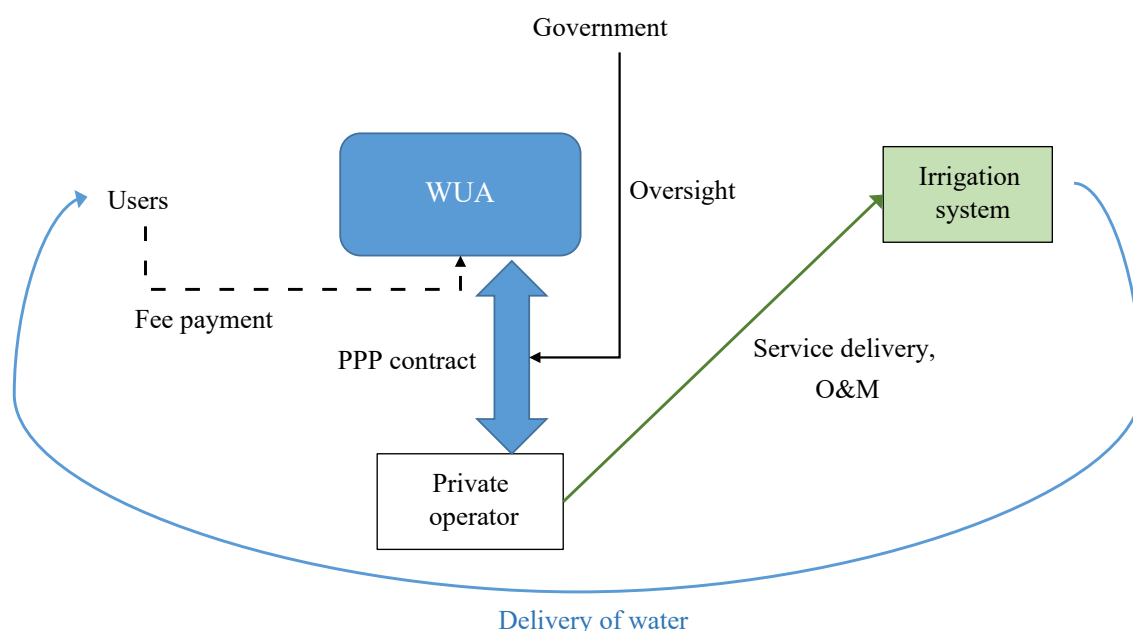 Government
WUA
Oversight
Users
Irrigation
system
Fee payment
PPP contract
Service delivery,
O&M
Private
operator
Delivery of water